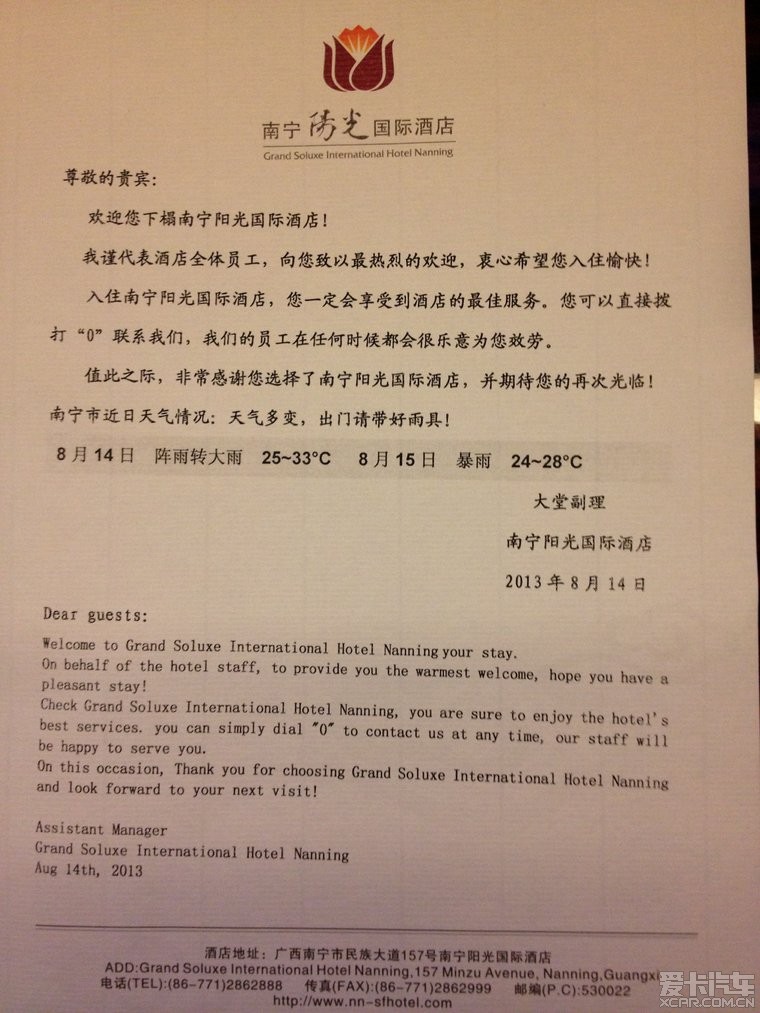 南宁陽光国际酒店
Grand Soluxe International Hotel Nanning
尊敬的贵宾：
欢迎您下榻南宁阳光国际酒店！
我谨代表酒店全体员工，向您致以最热烈的欢迎，衷心希望您入住愉快！
入住南宁阳光国际酒店，您一定会享受到酒店的最佳服务。您可以直接拨
打“0”联系我们，我们的员工在任何时候都会很乐意为您效劳。
值此之际，非常感谢您选择了南宁阳光国际酒店，并期待您的再次光临！
南宁市近日天气情况：天气多变，出门请带好雨具！
8月14日 阵雨转大雨 25~33°C 8月15日 暴雨 24~28°C
大堂副理
南宁阳光国际酒店
2013年8月14日
Dear guests:
Welcome to Grand Soluxe International Hotel Nanning your stay.
On behalf of the hotel staff, to provide you the warmest welcome, hope you have a
pleasant stay!
Check Grand Soluxe International Hotel Nanning, you are sure to enjoy the hotel's
best services. you can simply dial "0" to contact us at any time, our staff will
be happy to serve you.
On this occasion, Thank you for choosing Grand Soluxe International Hotel Nanning
and look forward to your next visit!
Assistant Manager
Grand Soluxe International Hotel Nanning
Aug 14th, 2013
酒店地址：广西南宁市民族大道157号南宁阳光国际酒店
ADD:Grand Soluxe International Hotel Nanning,157 Minzu Avenue, Nanning,Guangxi
电话(TEL):(86-771)2862888 传真(FAX):(86-771)2862999 邮编(P.C):530022
http://www.nn-sfhotel.com
爱卡汽车
XCAR.COM.CN